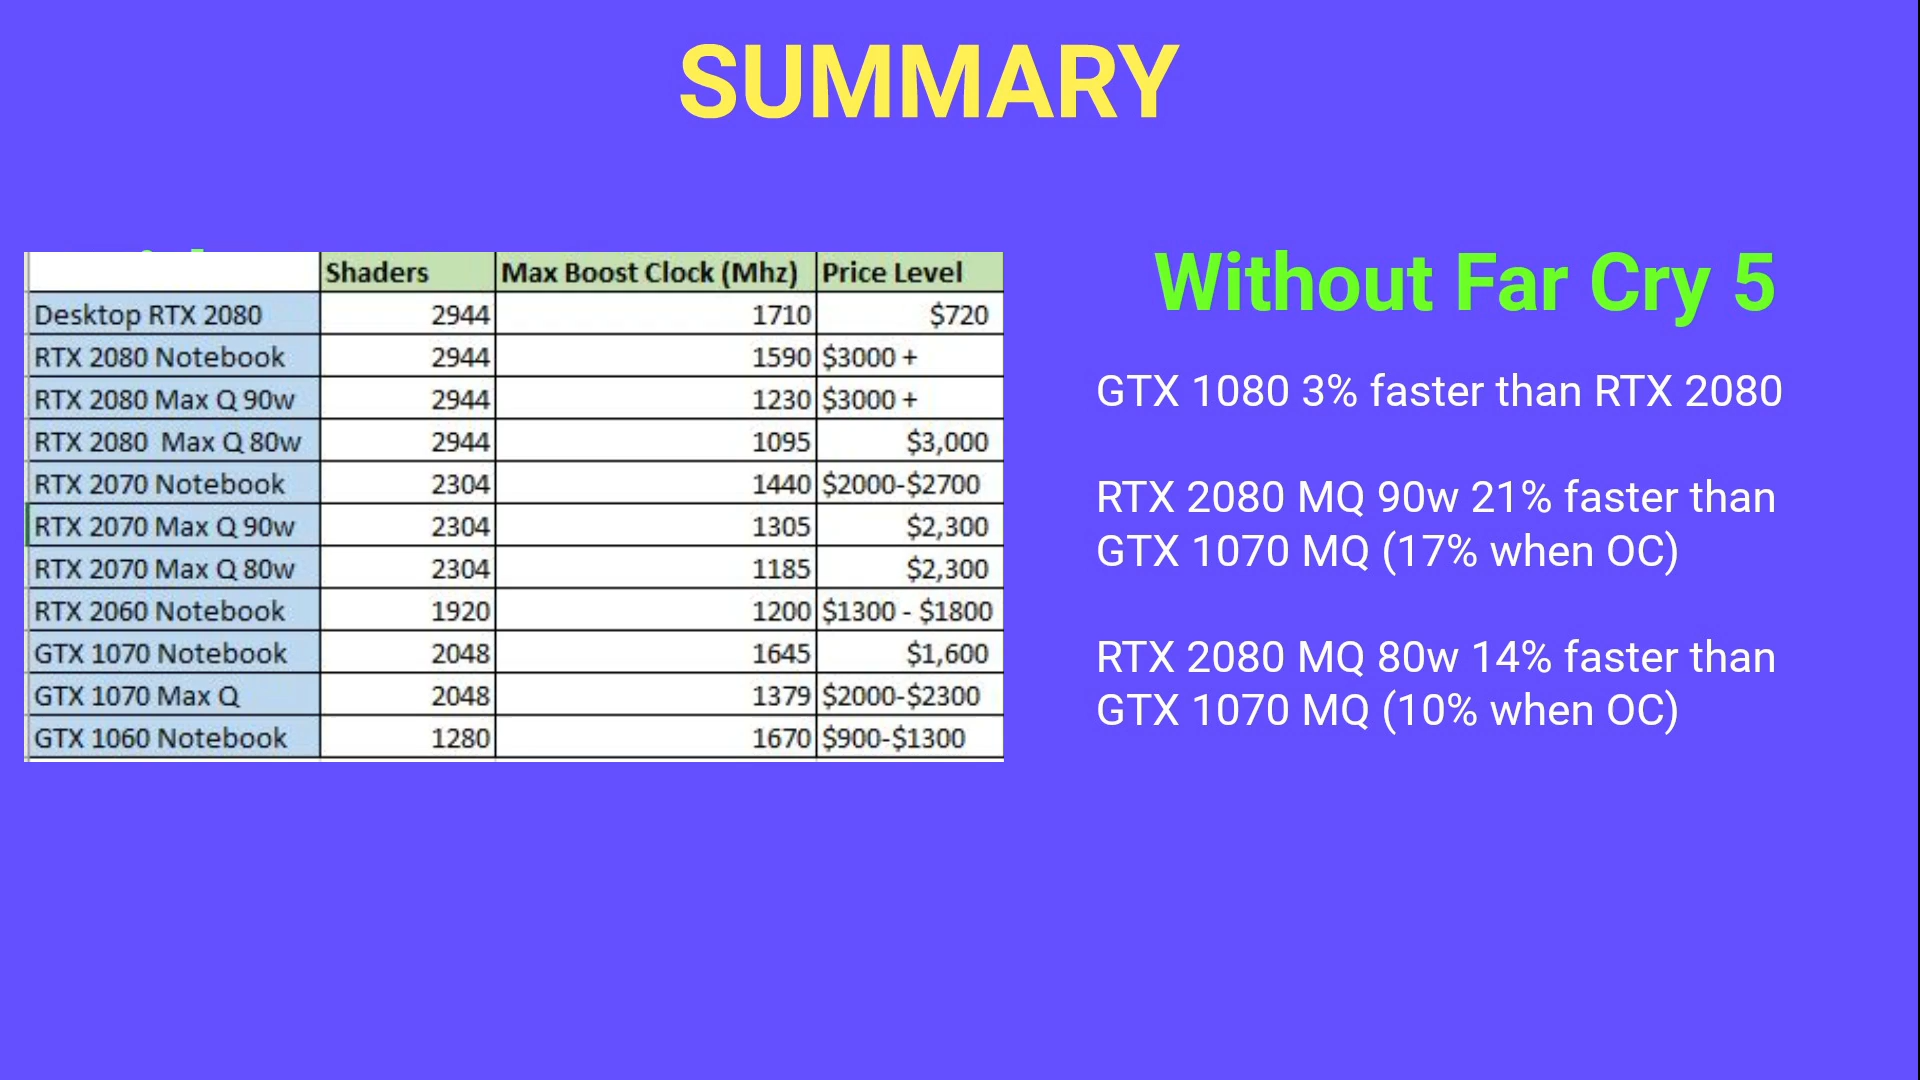 SUMMARY
Shaders Max Boost Clock (Mhz) Price Level
Desktop RTX 2080 2944 1710 $720
RTX 2080 Notebook 2944 1590 $3000 +
RTX 2080 Max Q 90w 2944 1230 $3000 +
RTX 2080  Max Q 80w 2944 1095 $3,000
RTX 2070 Notebook 2304 1440 $2000-$2700
RTX 2070 Max Q 90w 2304 1305 $2,300
RTX 2070 Max Q 80w 2304 1185 $2,300
RTX 2060 Notebook 1920 1200 $1300 - $1800
GTX 1070 Notebook 2048 1645 $1,600
GTX 1070 Max Q 2048 1379 $2000-$2300
GTX 1060 Notebook 1280 1670 $900-$1300
Without Far Cry 5
GTX 1080 3% faster than RTX 2080
RTX 2080 MQ 90w 21% faster than
GTX 1070 MQ (17% when OC)
RTX 2080 MQ 80w 14% faster than
GTX 1070 MQ (10% when OC)